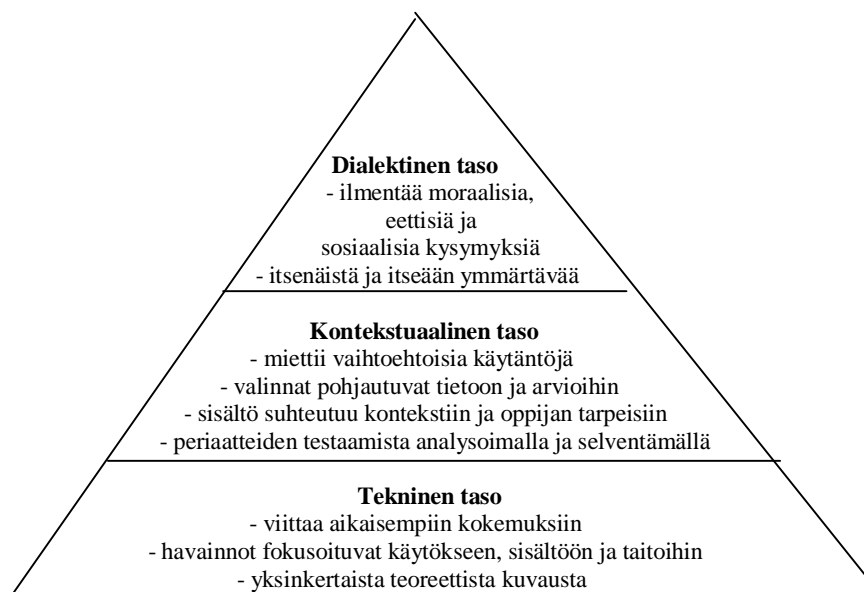 Dialektinen taso
- ilmentää moraalisia,
eettisiä ja
sosiaalisia kysymyksiä
- itsenäistä ja itseään ymmärtävää
Kontekstuaalinen taso
- miettii vaihtoehtoisia käytäntöjä
- valinnat pohjautuvat tietoon ja arvioihin
- sisältö suhteutuu kontekstiin ja oppijan tarpeisiin
- periaatteiden testaamista analysoimalla ja selventämällä
Tekninen taso
- viittaa aikaisempiin kokemuksiin
- havainnot fokusoituvat käytökseen, sisältöön ja taitoihin
- yksinkertaista teoreettista kuvausta